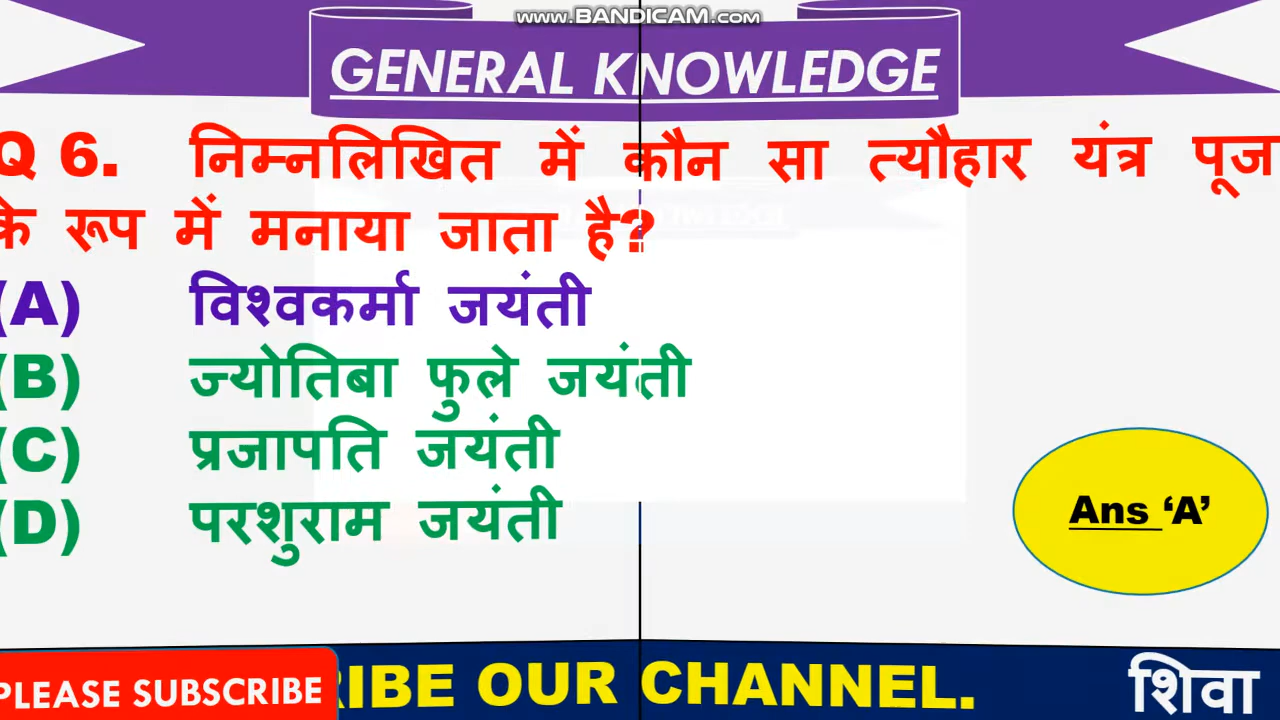 www.BANDICAM.com
GENERAL KNOWLEDGE
Q 6. निम्नलिखित में कौन सा त्यौहार यंत्र पूज
के रूप में मनाया जाता है?
(A) विश्वकर्मा जयंती
(B) ज्योतिबा फुले जयंती
(C) प्रजापति जयंती
(D) परशुराम जयंती
Ans ‘A’
PLEASE SUBSCRIBE
RIBE OUR CHANNEL.
शिवा